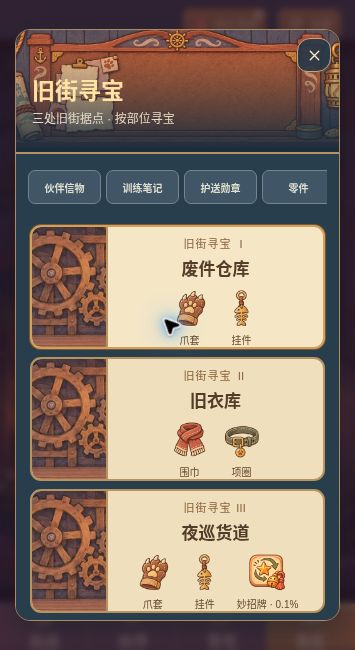 旧街寻宝
三处旧街据点 · 按部位寻宝
伙伴信物
训练笔记
护送勋章
零件
旧街寻宝 I
废件仓库
爪套
挂件
旧街寻宝 II
旧衣库
围巾
项圈
旧街寻宝 III
夜巡货道
爪套
挂件
妙招牌 · 0.1%